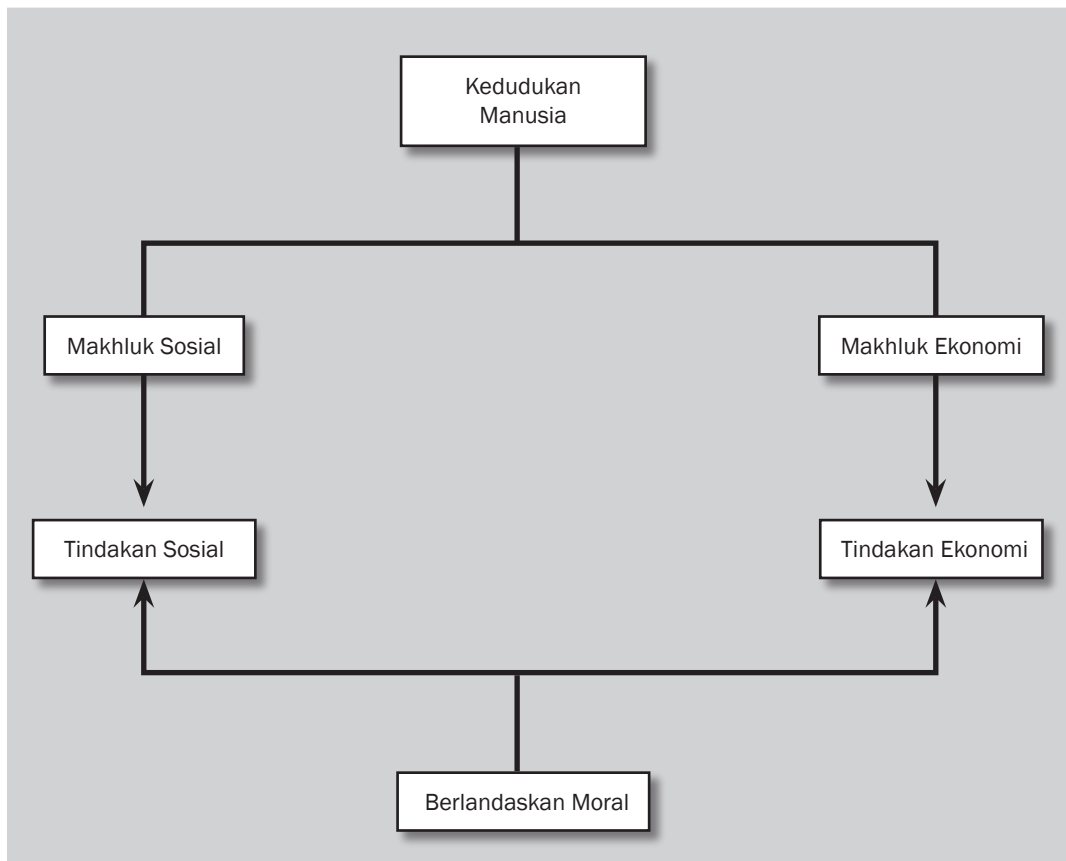 Kedudukan
Manusia
Makhluk Sosial
Makhluk Ekonomi
Tindakan Sosial
Tindakan Ekonomi
Berlandaskan Moral